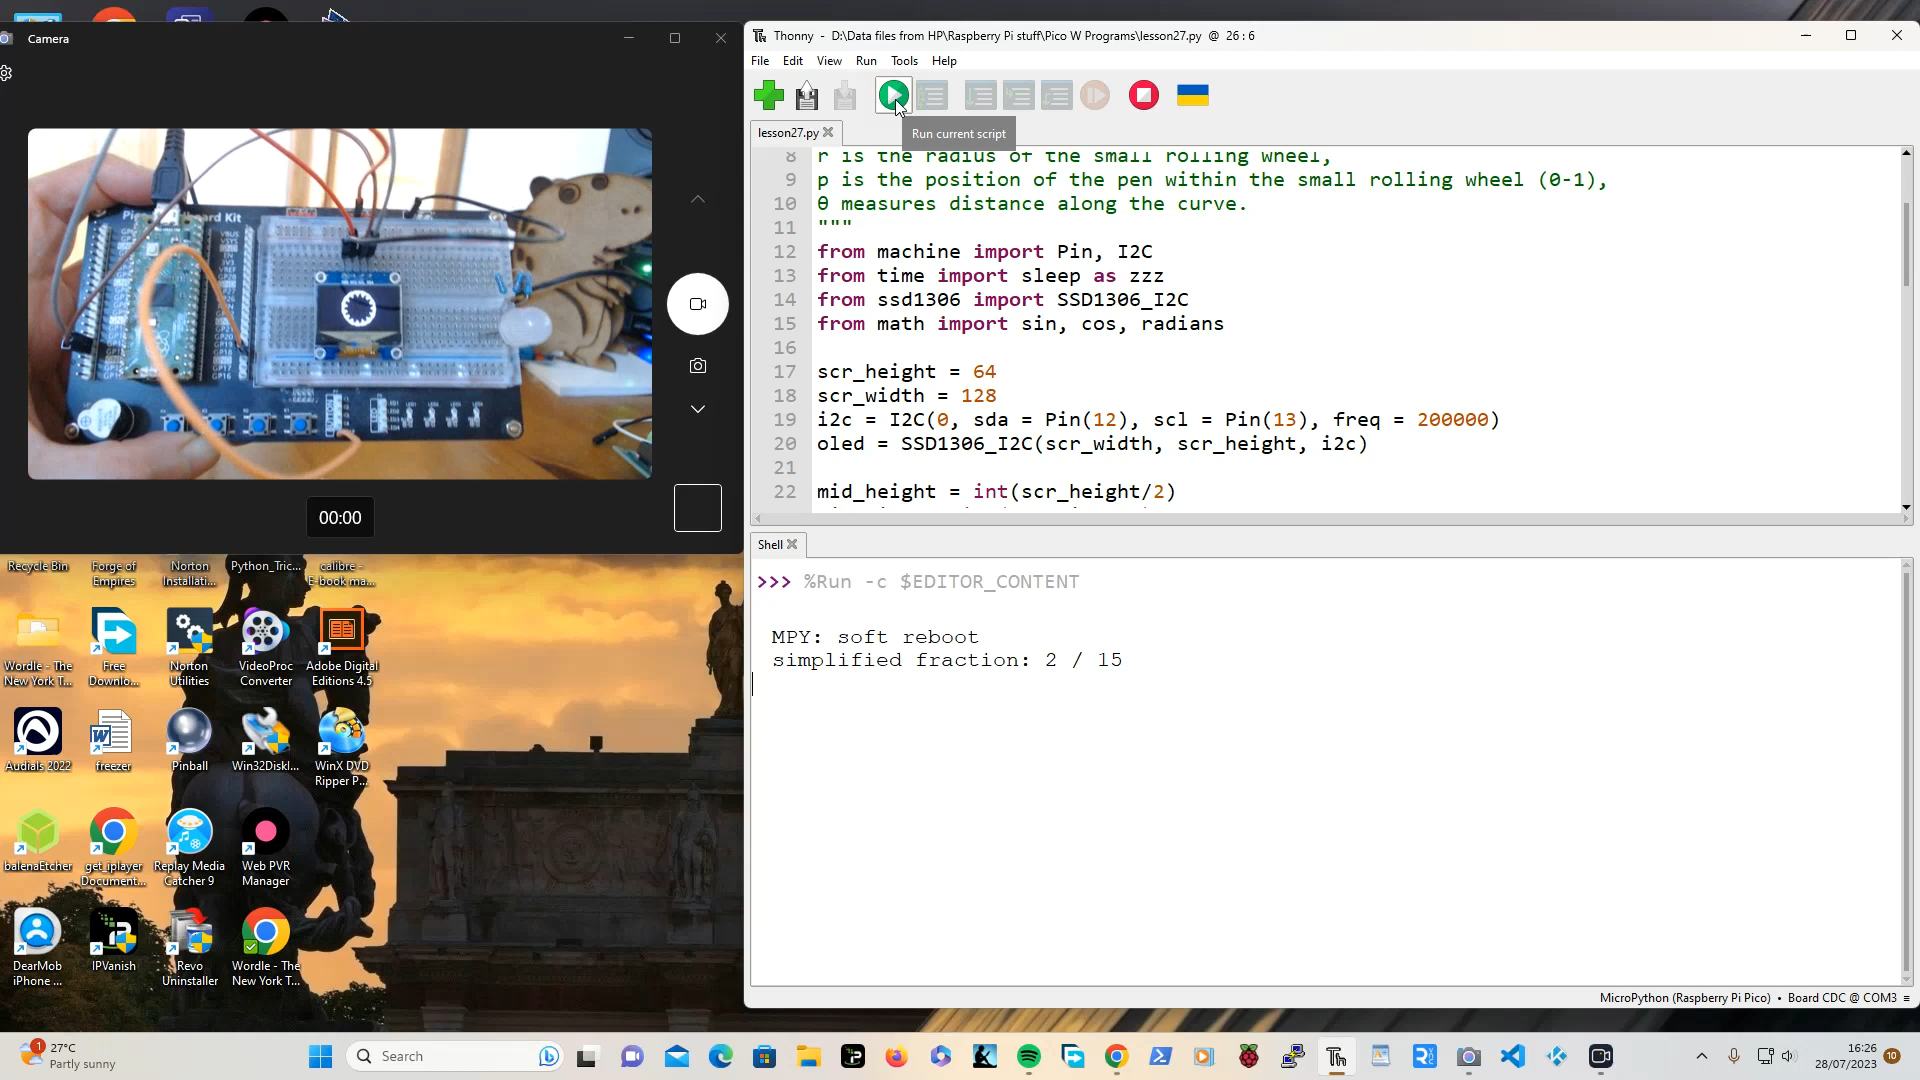 Camera
00:00
Thonny - D:\Data files from HP\Raspberry Pi stuff\Pico W Programs\lesson27.py @ 26:6
File Edit View Run Tools Help
lesson27.py
Run current script
8 r is the radius of the small rolling wheel,
9 p is the position of the pen within the small rolling wheel (0-1),
10 θ measures distance along the curve.
11 """
12 from machine import Pin, I2C
13 from time import sleep as zzz
14 from ssd1306 import SSD1306_I2C
15 from math import sin, cos, radians
16
17 scr_height = 64
18 scr_width = 128
19 i2c = I2C(0, sda = Pin(12), scl = Pin(13), freq = 200000)
20 oled = SSD1306_I2C(scr_width, scr_height, i2c)
21
22 mid_height = int(scr_height/2)
Shell
>>> %Run -c $EDITOR_CONTENT
MPY: soft reboot
simplified fraction: 2 / 15
MicroPython (Raspberry Pi Pico) • Board CDC @ COM3 ≡
Recycle Bin
Forge of Empires
Norton Installati...
Python_Tric...
calibre - E-book ma...
Wordle - The New York T...
Free Downlo...
Norton Utilities
VideoProc Converter
Adobe Digital Editions 4.5
Audials 2022
freezer
Pinball
Win32DiskI...
WinX DVD Ripper P...
balenaEtcher
get_iplayer Document...
Replay Media Catcher 9
Web PVR Manager
DearMob iPhone ...
IPVanish
Revo Uninstaller
Wordle - The New York T...
1
27°C
Partly sunny
Search
16:26
28/07/2023
10